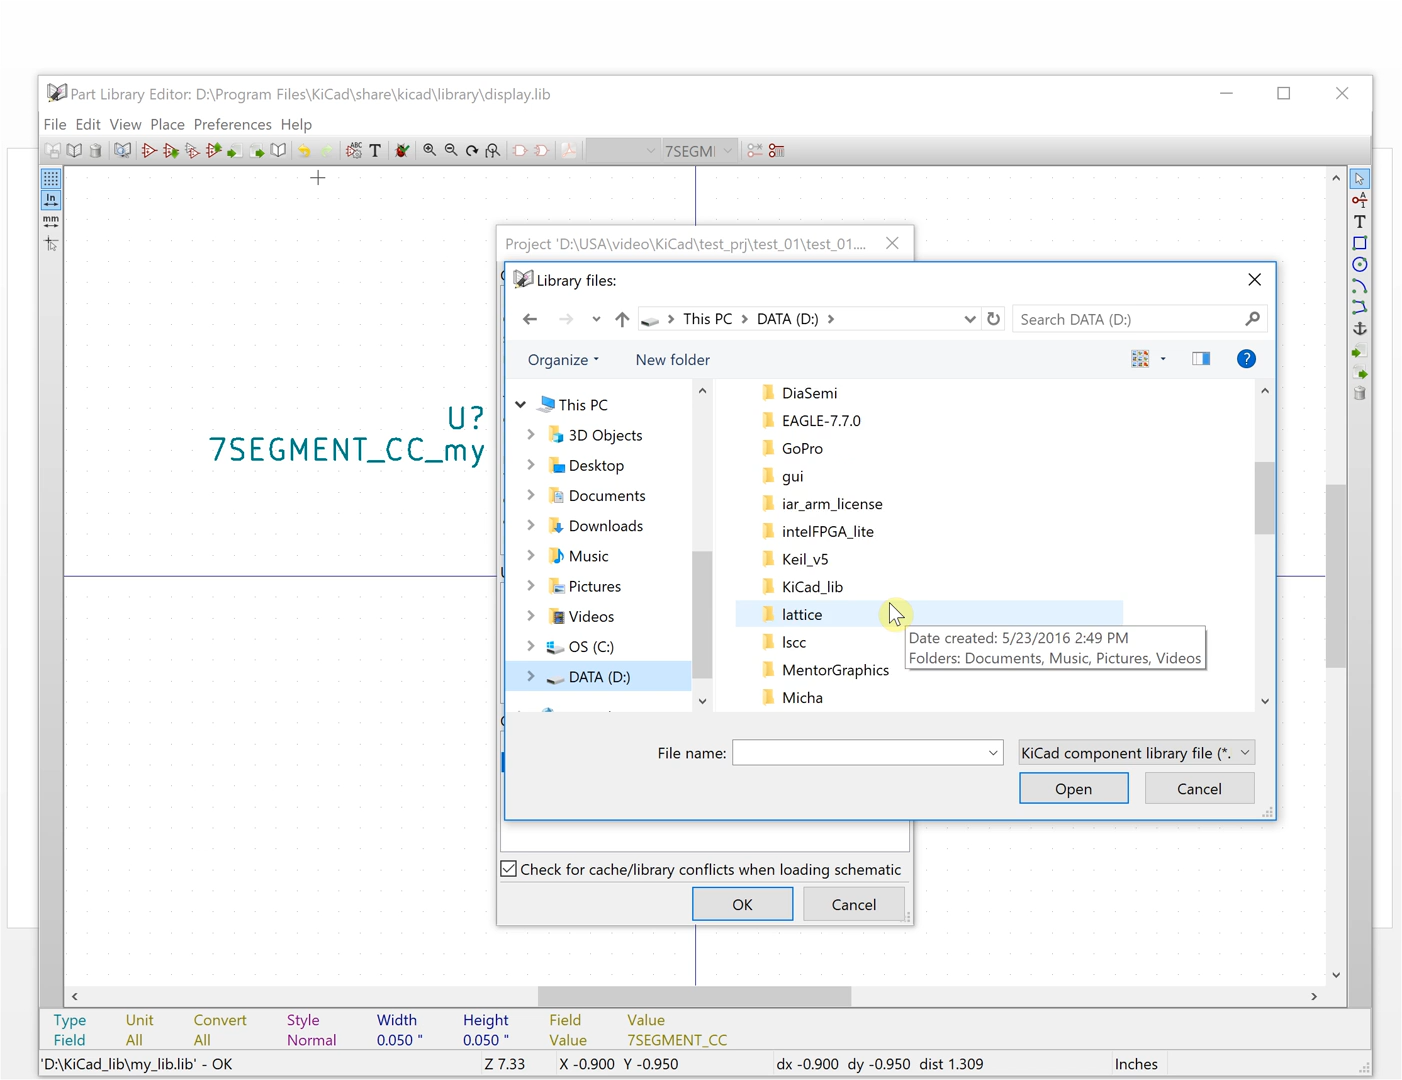 Part Library Editor: D:\Program Files\KiCad\share\kicad\library\display.lib
File Edit View Place Preferences Help
7SEGM
In
mm
U?
7SEGMENT_CC_my
Project 'D:\USA\video\KiCad\test_prj\test_01\test_01....
Library files:
This PC > DATA (D:) >
Search DATA (D:)
Organize
New folder
This PC
3D Objects
Desktop
Documents
Downloads
Music
Pictures
Videos
OS (C:)
DATA (D:)
DiaSemi
EAGLE-7.7.0
GoPro
gui
iar_arm_license
intelFPGA_lite
Keil_v5
KiCad_lib
lattice
lscc
MentorGraphics
Micha
Date created: 5/23/2016 2:49 PM
Folders: Documents, Music, Pictures, Videos
File name:
KiCad component library file (*.
Open
Cancel
Check for cache/library conflicts when loading schematic
OK
Cancel
Type Unit Convert Style Width Height Field Value
Field All All Normal 0.050 " 0.050 " Value 7SEGMENT_CC
'D:\KiCad_lib\my_lib.lib' - OK Z 7.33 X -0.900 Y -0.950 dx -0.900 dy -0.950 dist 1.309 Inches